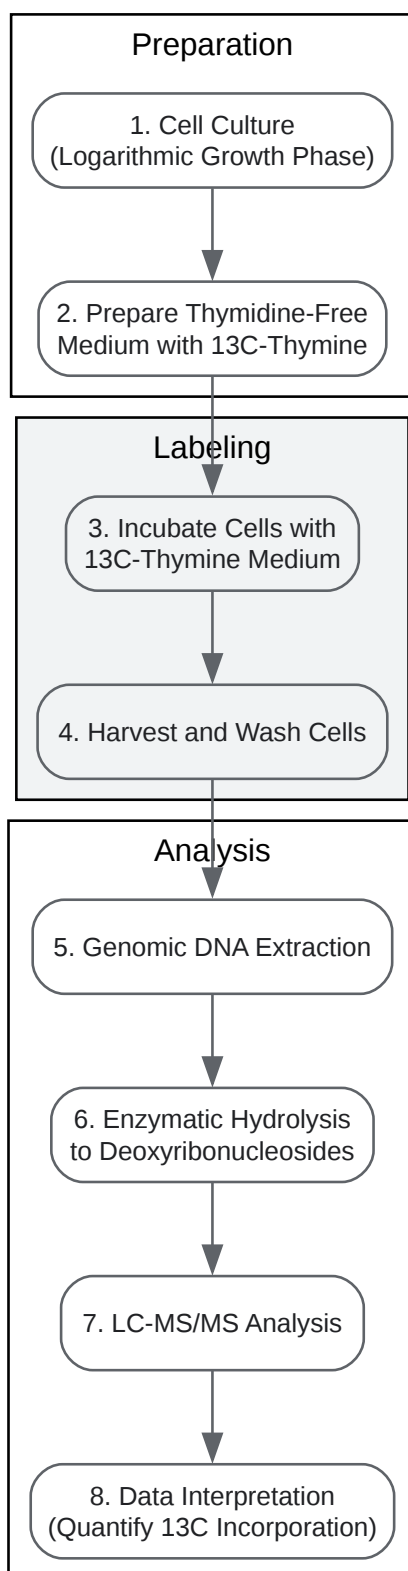 Preparation
1. Cell Culture
(Logarithmic Growth Phase)
2. Prepare Thymidine-Free
Medium with 13C-Thymine
Labeling
3. Incubate Cells with
13C-Thymine Medium
4. Harvest and Wash Cells
Analysis
5. Genomic DNA Extraction
6. Enzymatic Hydrolysis
to Deoxyribonucleosides
7. LC-MS/MS Analysis
8. Data Interpretation
(Quantify 13C Incorporation)